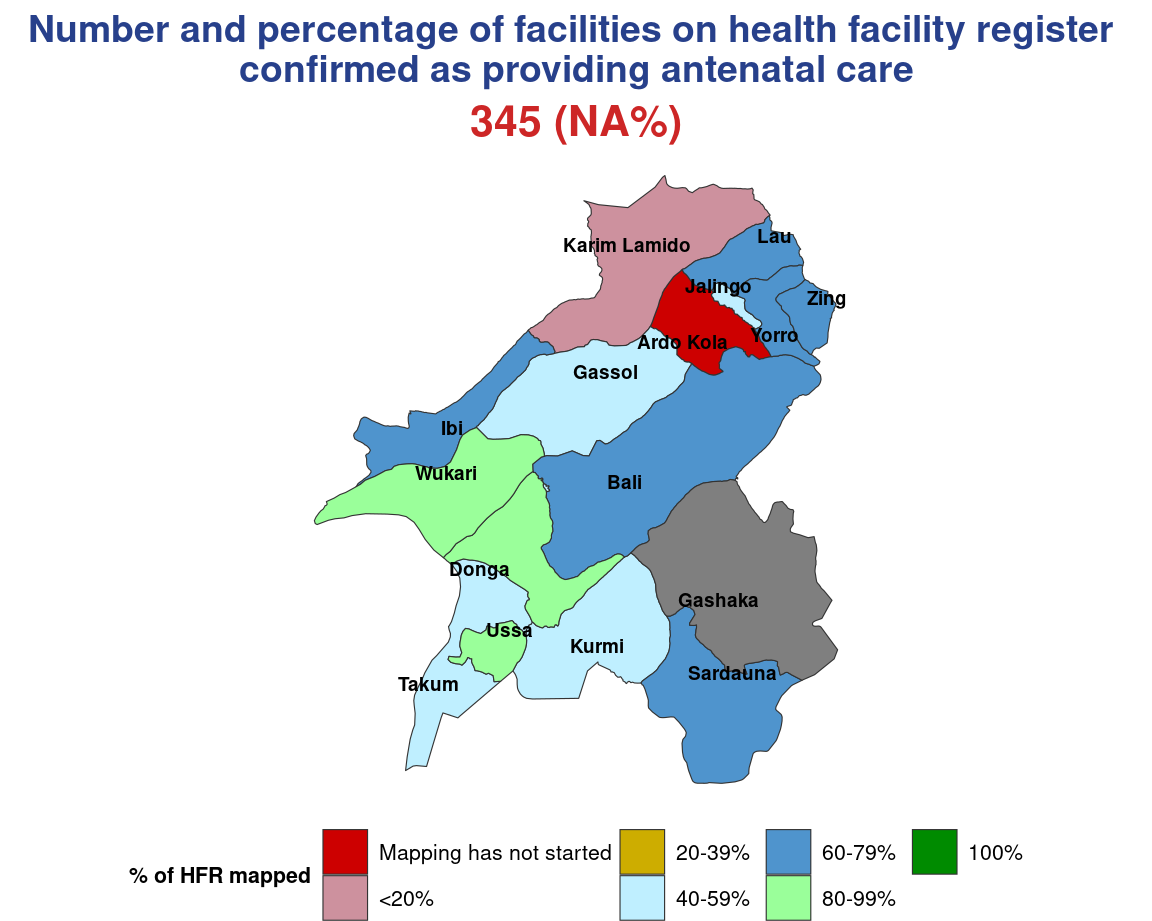 Number and percentage of facilities on health facility register
confirmed as providing antenatal care
345 (NA%)
Karim Lamido
Lau
Jalingo
Zing
Yorro
Ardo Kola
Gassol
Ibi
Wukari
Bali
Donga
Gashaka
Ussa
Kurmi
Sardauna
Takum
% of HFR mapped
Mapping has not started
<20%
20-39%
40-59%
60-79%
80-99%
100%